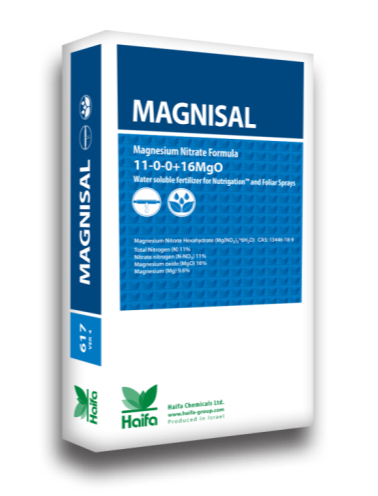 MAGNISAL
Magnesium Nitrate Formula
11-0-0+16MgO
Water soluble fertilizer for Nutrigation™ and Foliar Sprays
Magnesium Nitrate Hexahydrate (Mg(NO₃)₂*6H₂O) CAS: 13446-18-9
Total Nitrogen (N) 11%
Nitrate nitrogen (N-NO₃) 11%
Magnesium oxide (MgO) 16%
Magnesium (Mg) 9.6%
Haifa
Haifa Chemicals Ltd.
www.haifa-group.com
Produced in Israel
MAGNISAL
617
VER 4
Haifa